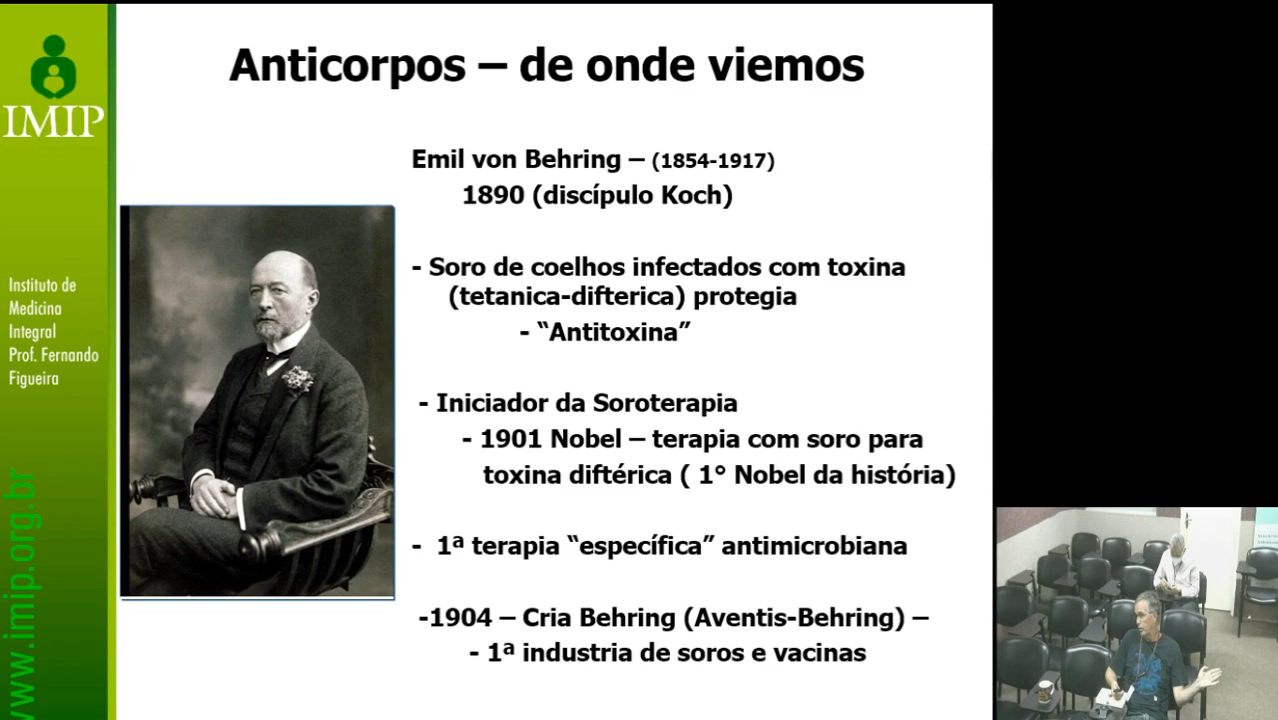 Anticorpos – de onde viemos
IMIP
Instituto de
Medicina
Integral
Prof. Fernando
Figueira
www.imip.org.br
Emil von Behring – (1854-1917)
1890 (discípulo Koch)
- Soro de coelhos infectados com toxina
(tetanica-difterica) protegia
- “Antitoxina”
- Iniciador da Soroterapia
- 1901 Nobel – terapia com soro para
toxina diftérica ( 1° Nobel da história)
- 1ª terapia “específica” antimicrobiana
-1904 – Cria Behring (Aventis-Behring) –
- 1ª industria de soros e vacinas